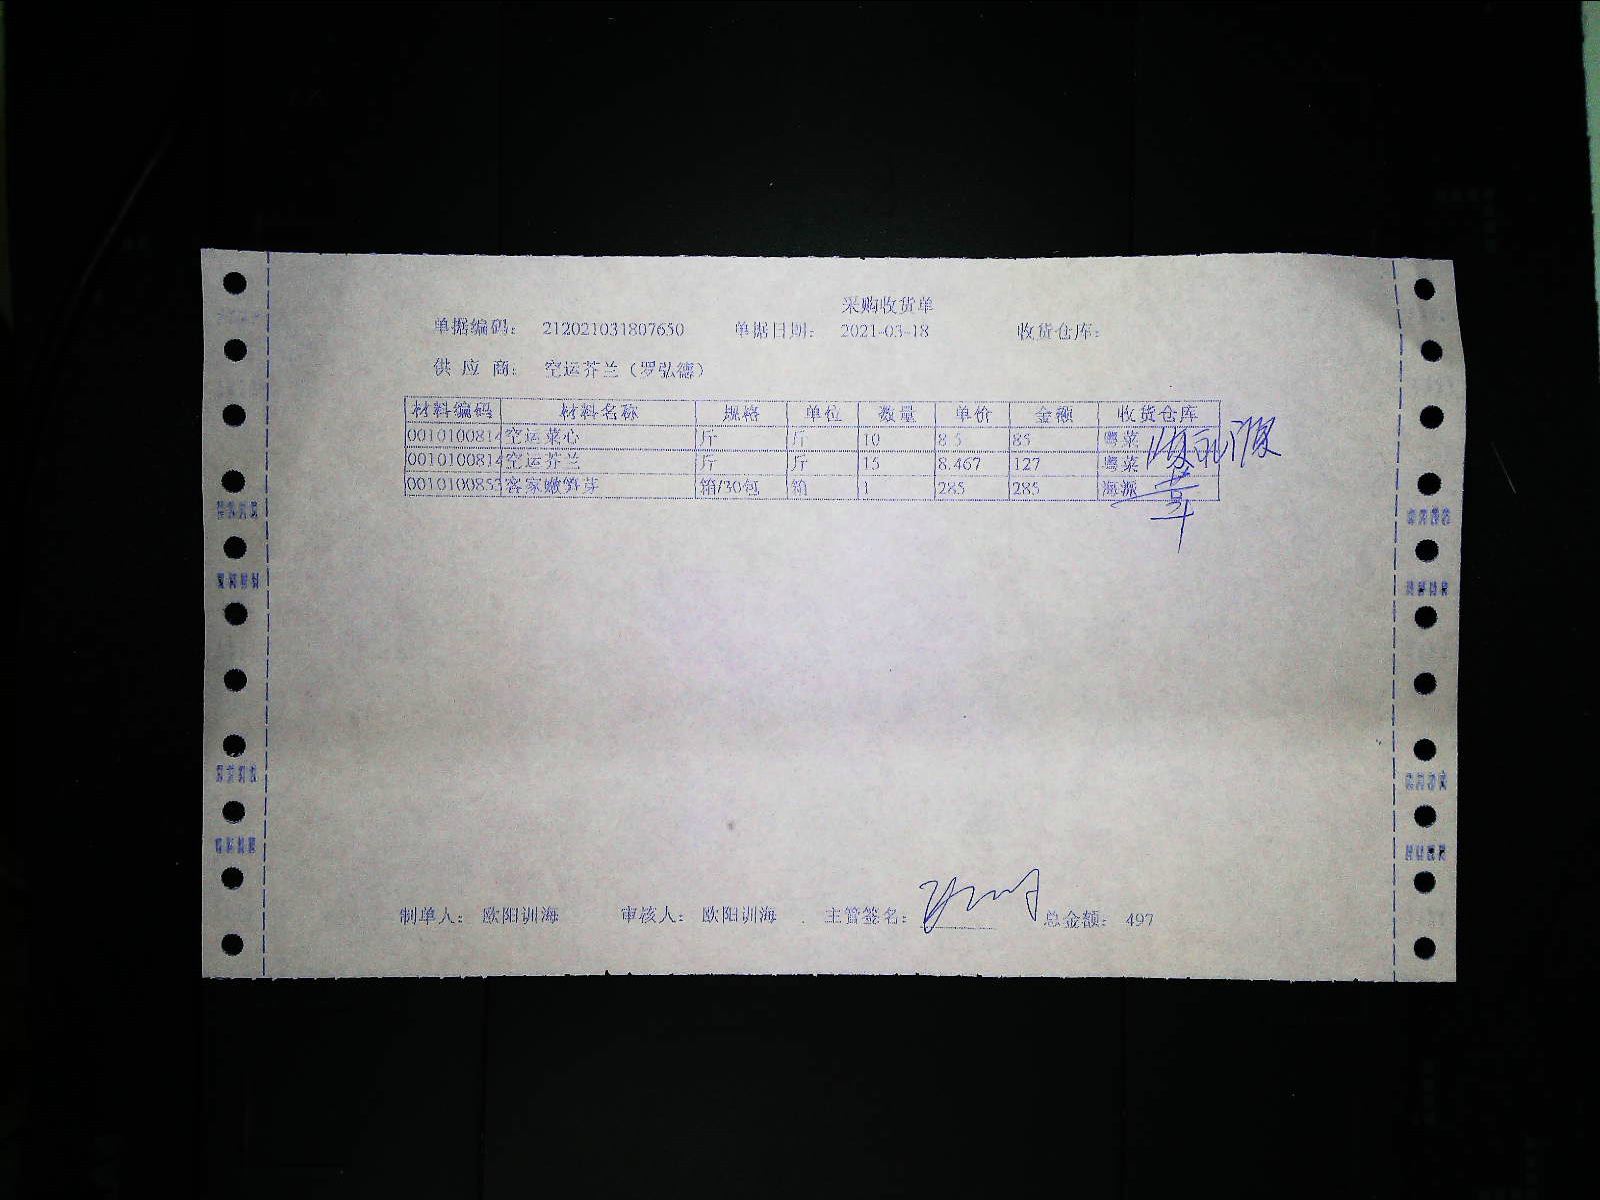 采购收货单
单据编码： 212021031807650 单据日期： 2021-03-18 收货仓库：
供 应 商： 空运芥兰（罗弘德）
材料编码 材料名称 规格 单位 数量 单价 金额 收货仓库
0010100814 空运菜心 斤 斤 10 8.5 85 粤菜
0010100814 空运芥兰 斤 斤 15 8.467 127 粤菜
0010100853 客家嫩笋芽 箱/30包 箱 1 285 285 海派
制单人： 欧阳训海 审核人： 欧阳训海 主管签名： 总金额： 497